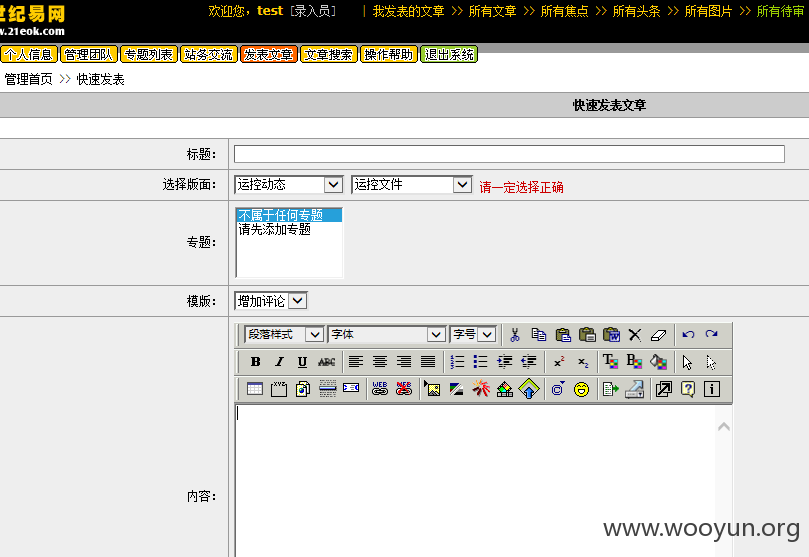 世纪易网
w.21eok.com
欢迎您，test [录入员] | 我发表的文章 >> 所有文章 >> 所有焦点 >> 所有头条 >> 所有图片 >> 所有待审
个人信息 管理团队 专题列表 站务交流 发表文章 文章搜索 操作帮助 退出系统
管理首页 >> 快速发表
快速发表文章
标题：
选择版面： 运控动态 运控文件 请一定选择正确
专题： 不属于任何专题
请先添加专题
模版： 增加评论
段落样式 字体 字号
B I U ABC
内容：
www.wooyun.org